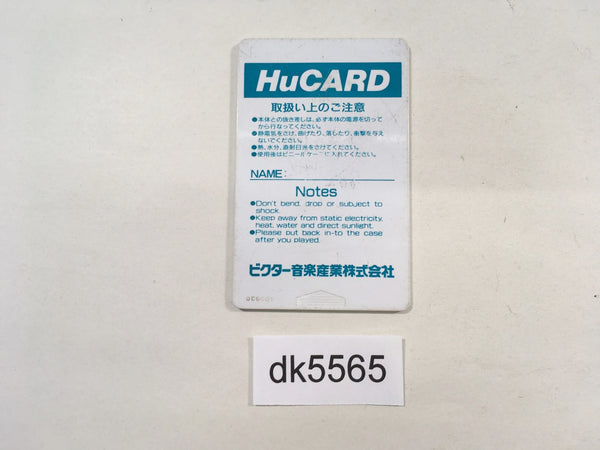 HuCARD
取扱い上のご注意
●本体との抜き差しは、必ず本体の電源を切って
から行なってください。
●静電気をさけ、曲げたり、落したり、衝撃を与え
ないでください。
●熱、水分、直射日光をさけてください。
●使用後はビニールケースに入れてください。
NAME:
Notes
●Don't bend, drop or subject to
shock.
●Keep away from static electricity,
heat, water and direct sunlight.
●Please put back in-to the case
after you played.
ビクター音楽産業株式会社
dk5565